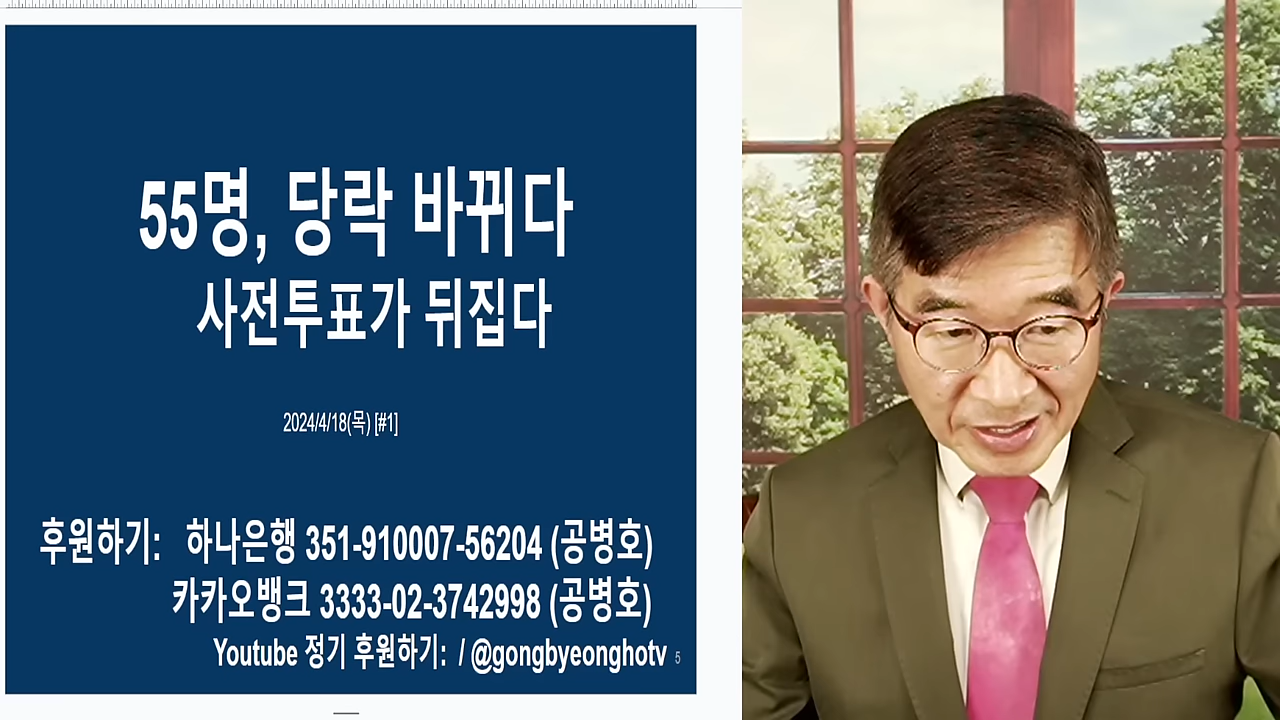 55명, 당락 바뀌다
사전투표가 뒤집다
2024/4/18(목) [#1]
후원하기: 하나은행 351-910007-56204 (공병호)
카카오뱅크 3333-02-3742998 (공병호)
Youtube 정기 후원하기: / @gongbyeonghotv
5